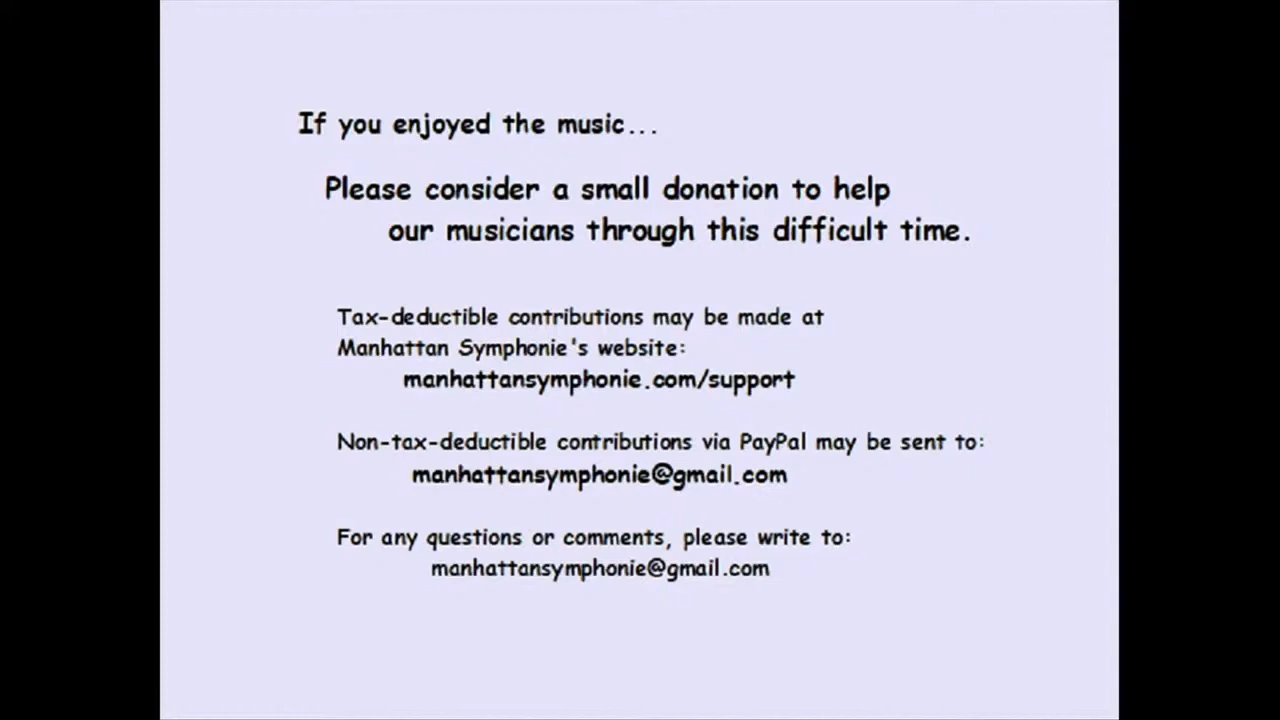 If you enjoyed the music...
Please consider a small donation to help
our musicians through this difficult time.
Tax-deductible contributions may be made at
Manhattan Symphonie's website:
manhattansymphonie.com/support
Non-tax-deductible contributions via PayPal may be sent to:
manhattansymphonie@gmail.com
For any questions or comments, please write to:
manhattansymphonie@gmail.com